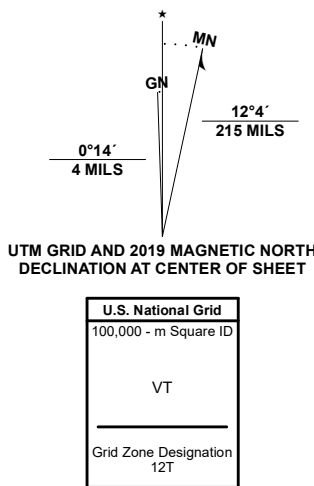 ★
MN
GN
12°4´
215 MILS
0°14´
4 MILS
UTM GRID AND 2019 MAGNETIC NORTH
DECLINATION AT CENTER OF SHEET
U.S. National Grid
100,000 - m Square ID
VT
Grid Zone Designation
12T